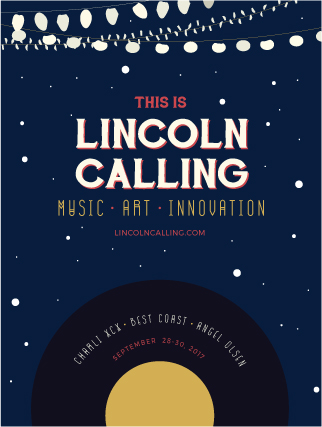 THIS IS
LINCOLN
CALLING
MUSIC · ART · INNOVATION
LINCOLNCALLING.COM
CHARLI XCX · BEST COAST · ANGEL OLSEN
SEPTEMBER 28-30, 2017